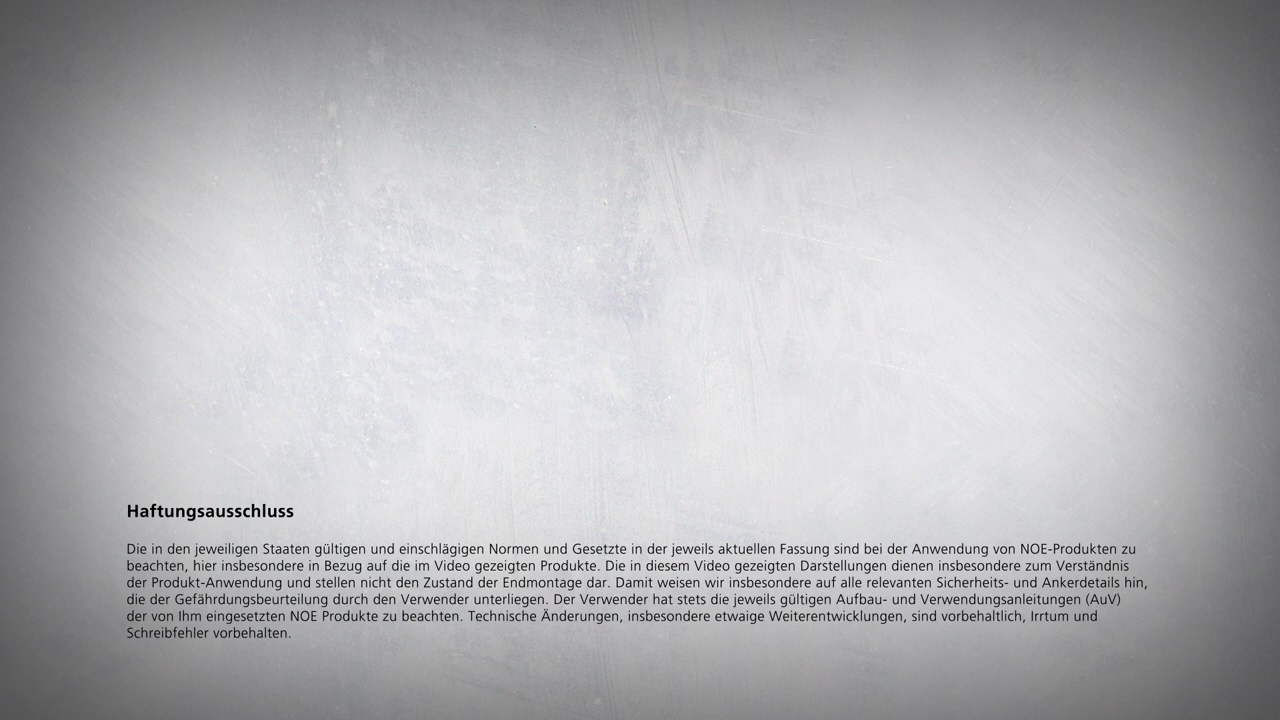 Haftungsausschluss
Die in den jeweiligen Staaten gültigen und einschlägigen Normen und Gesetzte in der jeweils aktuellen Fassung sind bei der Anwendung von NOE-Produkten zu
beachten, hier insbesondere in Bezug auf die im Video gezeigten Produkte. Die in diesem Video gezeigten Darstellungen dienen insbesondere zum Verständnis
der Produkt-Anwendung und stellen nicht den Zustand der Endmontage dar. Damit weisen wir insbesondere auf alle relevanten Sicherheits- und Ankerdetails hin,
die der Gefährdungsbeurteilung durch den Verwender unterliegen. Der Verwender hat stets die jeweils gültigen Aufbau- und Verwendungsanleitungen (AuV)
der von Ihm eingesetzten NOE Produkte zu beachten. Technische Änderungen, insbesondere etwaige Weiterentwicklungen, sind vorbehaltlich, Irrtum und
Schreibfehler vorbehalten.